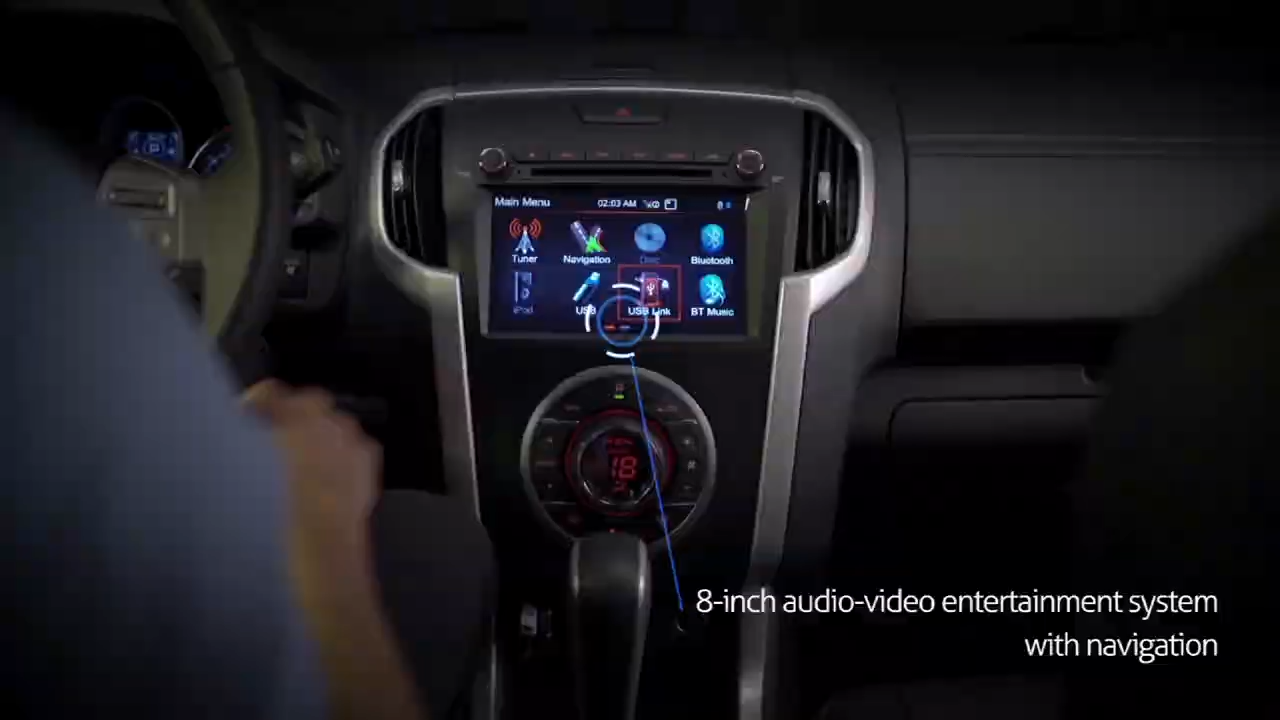 Main Menu 02:03 AM
Tuner Navigation Disc Bluetooth
iPod USB USB Link BT Music
18
8-inch audio-video entertainment system
with navigation